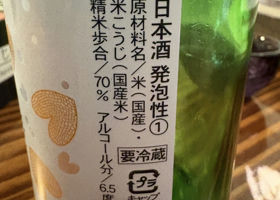 日本酒 発泡性①
原材料名/米(国産)・
米こうじ(国産米)
精米歩合/70% アルコール分/6.5度
要冷蔵
プラ
キャップ